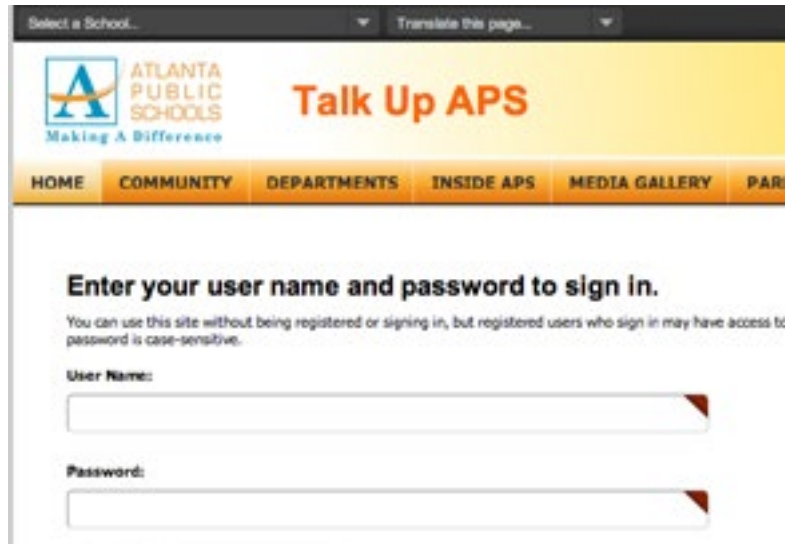 Select a School... Translate this page...
ATLANTA
PUBLIC
SCHOOLS
Making A Difference
Talk Up APS
HOME COMMUNITY DEPARTMENTS INSIDE APS MEDIA GALLERY PAR
Enter your user name and password to sign in.
You can use this site without being registered or signing in, but registered users who sign in may have access to
password is case-sensitive.
User Name:
Password: